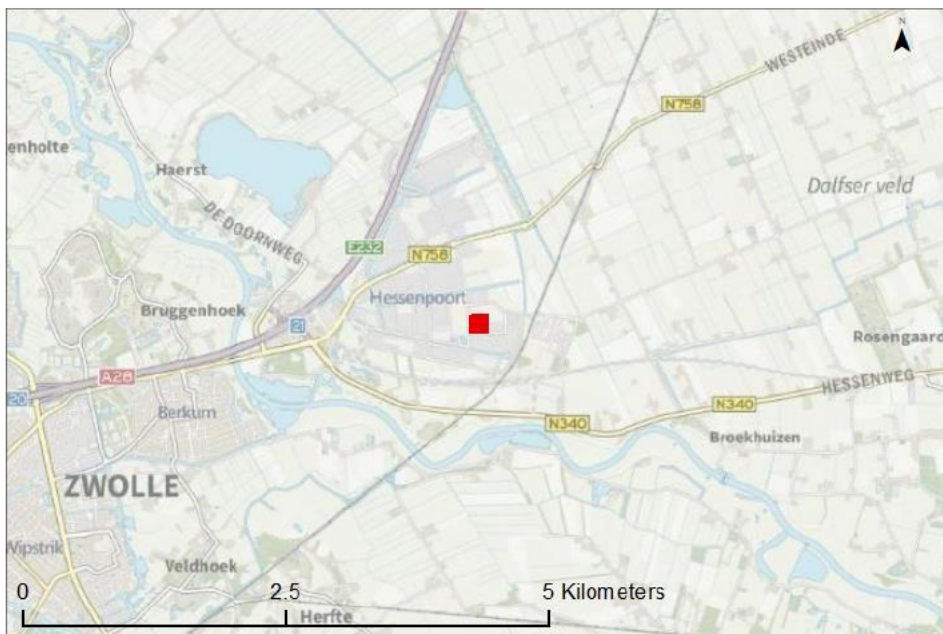 N
WESTEINDE
N758
enholte
Haerst
Dalfser veld
DE DOORNWEG
E232
N758
Hessenpoort
Bruggenhoek
21
Rosengaard
A28
HESSENWEG
20
N340
Berkum
N340
Broekhuizen
ZWOLLE
Wipstrik
Veldhoek
0 2.5 5 Kilometers
Herfte